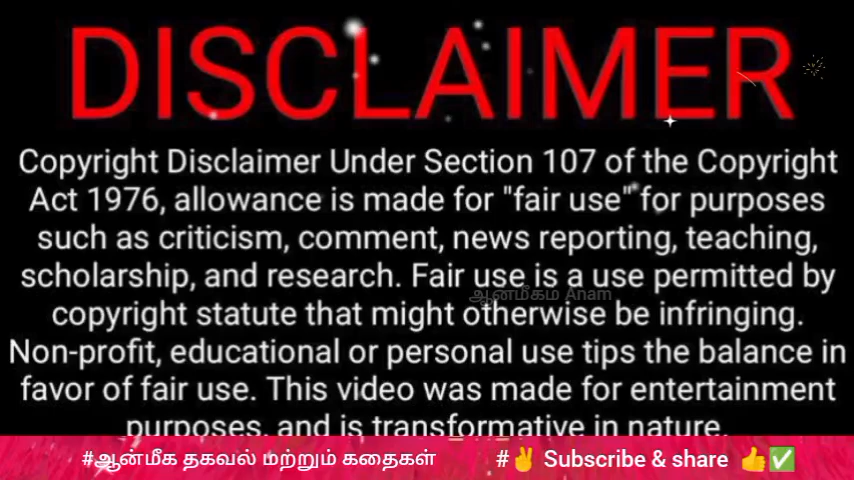 DISCLAIMER
Copyright Disclaimer Under Section 107 of the Copyright
Act 1976, allowance is made for "fair use" for purposes
such as criticism, comment, news reporting, teaching,
scholarship, and research. Fair use is a use permitted by
ஆன்மீகம் Anam
copyright statute that might otherwise be infringing.
Non-profit, educational or personal use tips the balance in
favor of fair use. This video was made for entertainment
purposes, and is transformative in nature.
#ஆன்மீக தகவல் மற்றும் கதைகள் #✌ Subscribe & share 👍✅